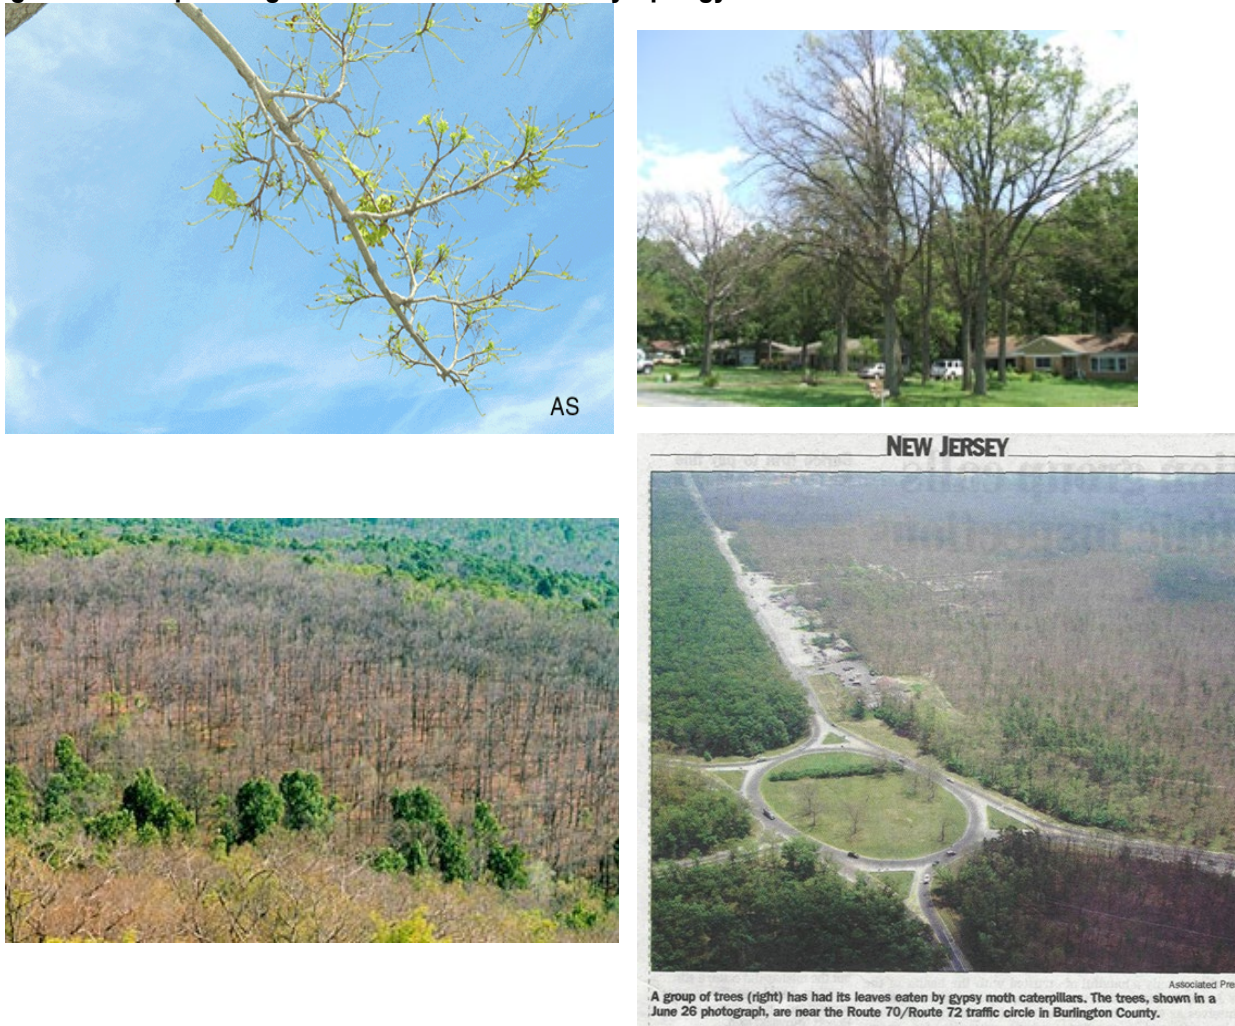 AS
NEW JERSEY
Associated Pre
A group of trees (right) has had its leaves eaten by gypsy moth caterpillars. The trees, shown in a
June 26 photograph, are near the Route 70/Route 72 traffic circle in Burlington County.